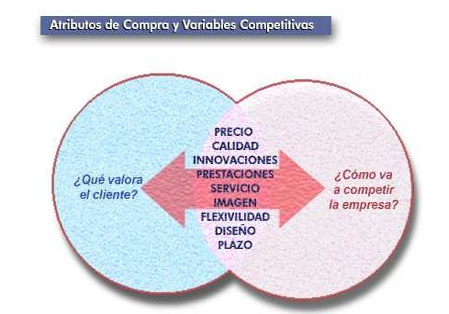 Atributos de Compra y Variables Competitivas
PRECIO
CALIDAD
INNOVACIONES
PRESTACIONES
SERVICIO
IMAGEN
FLEXIVILIDAD
DISEÑO
PLAZO
¿Qué valora
el cliente?
¿Cómo va
a competir
la empresa?